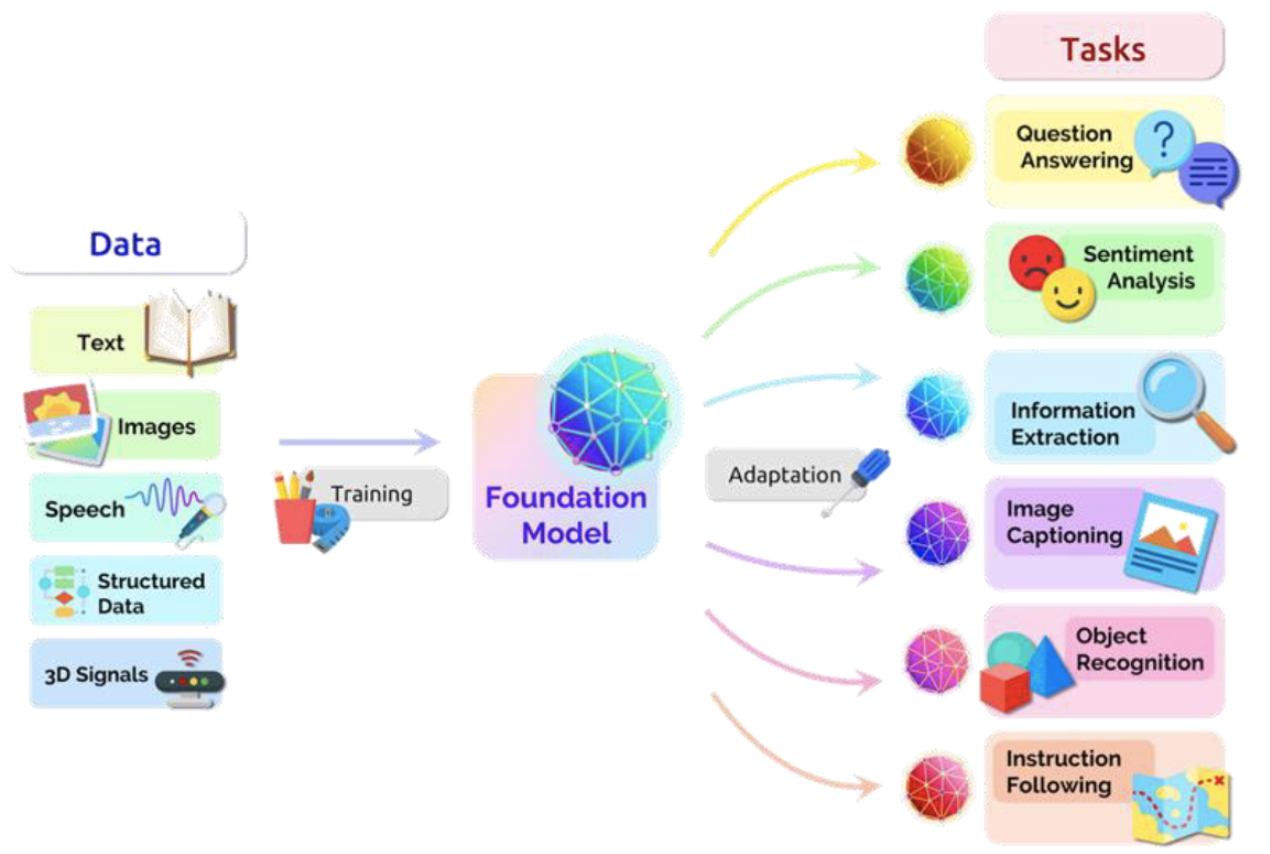 Data
Text
Images
Speech
Structured
Data
3D Signals
Training
Foundation
Model
Adaptation
Tasks
Question
Answering
?
Sentiment
Analysis
Information
Extraction
Image
Captioning
Object
Recognition
Instruction
Following